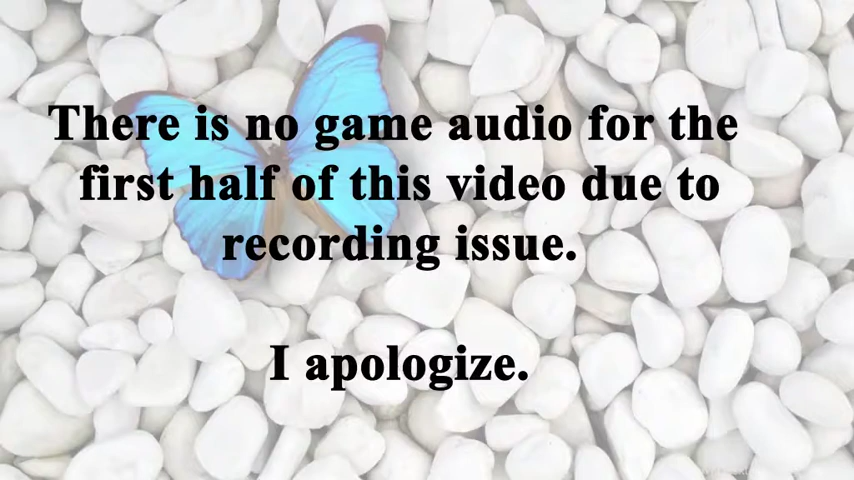 There is no game audio for the
first half of this video due to
recording issue.
I apologize.